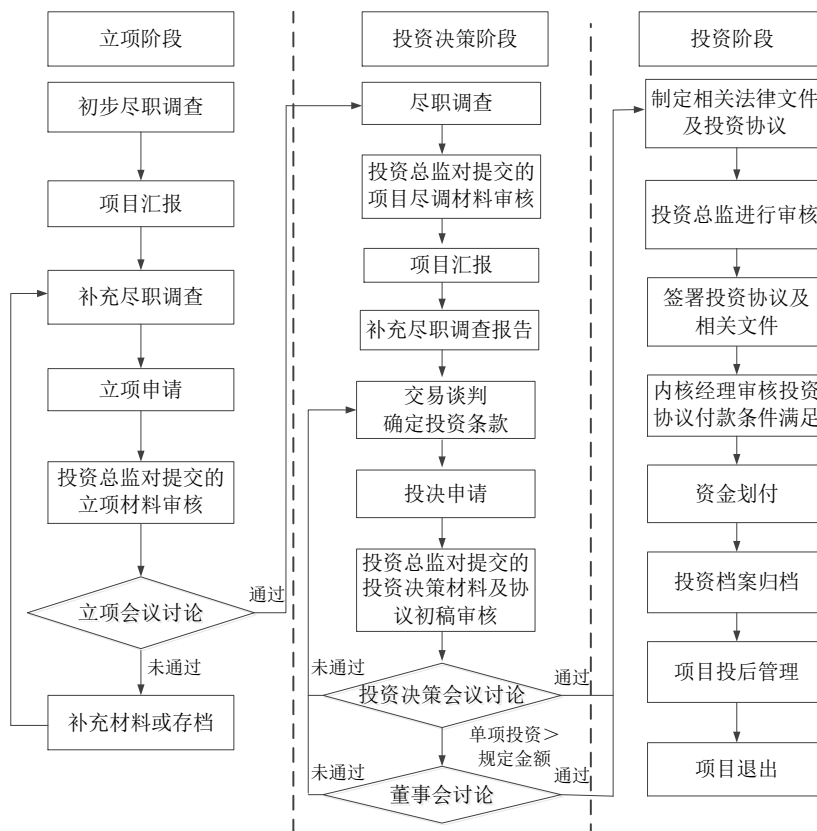 立项阶段
初步尽职调查
项目汇报
补充尽职调查
立项申请
投资总监对提交的
立项材料审核
立项会议讨论
通过
未通过
补充材料或存档
投资决策阶段
尽职调查
投资总监对提交的
项目尽调材料审核
项目汇报
补充尽职调查报告
交易谈判
确定投资条款
投决申请
投资总监对提交的
投资决策材料及协
议初稿审核
未通过
投资决策会议讨论
通过
单项投资＞
规定金额
未通过
董事会讨论
通过
投资阶段
制定相关法律文件
及投资协议
投资总监进行审核
签署投资协议及
相关文件
内核经理审核投资
协议付款条件满足
资金划付
投资档案归档
项目投后管理
项目退出